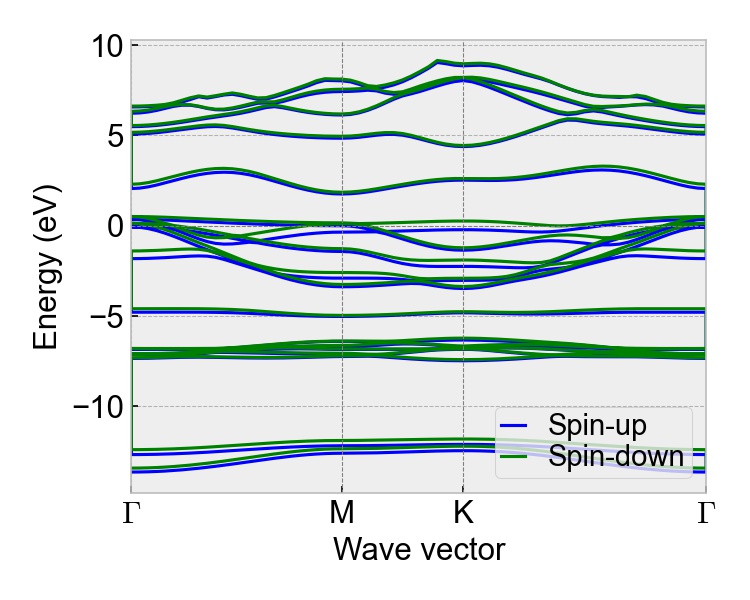 10
5
0
−5
−10
Energy (eV)
Spin-up
Spin-down
Γ M K Γ
Wave vector